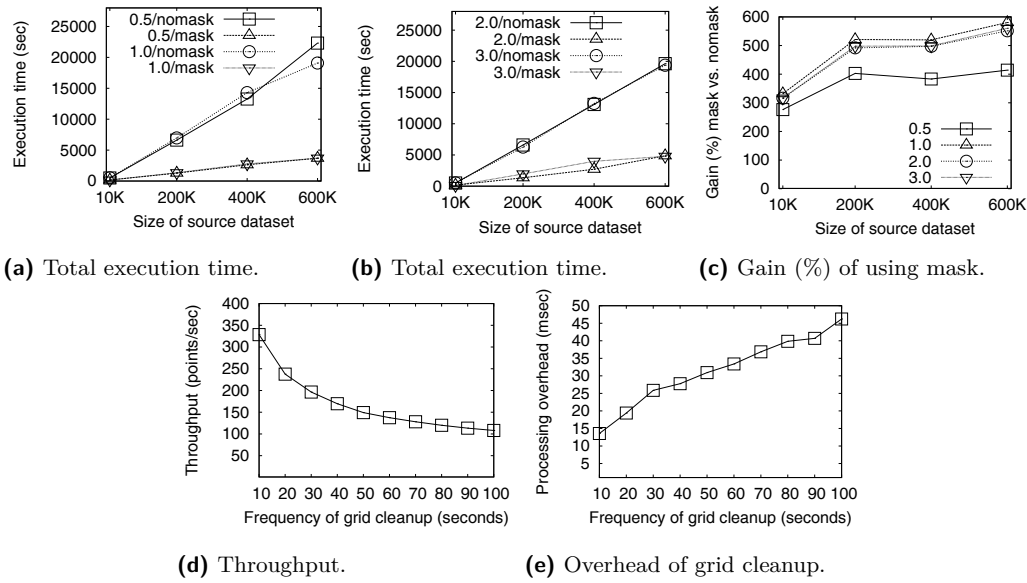 Execution time (sec)
25000
20000
15000
10000
5000
0
0.5/nomask
0.5/mask
1.0/nomask
1.0/mask
10K 200K 400K 600K
Size of source dataset
(a) Total execution time.
Execution time (sec)
25000
20000
15000
10000
5000
0
2.0/nomask
2.0/mask
3.0/nomask
3.0/mask
10K 200K 400K 600K
Size of source dataset
(b) Total execution time.
Gain (%) mask vs. nomask
600
500
400
300
200
100
0
0.5
1.0
2.0
3.0
10K 200K 400K 600K
Size of source dataset
(c) Gain (%) of using mask.
Throughput (points/sec)
400
350
300
250
200
150
100
50
10 20 30 40 50 60 70 80 90 100
Frequency of grid cleanup (seconds)
(d) Throughput.
Processing overhead (msec)
50
45
40
35
30
25
20
15
10
5
10 20 30 40 50 60 70 80 90 100
Frequency of grid cleanup (seconds)
(e) Overhead of grid cleanup.